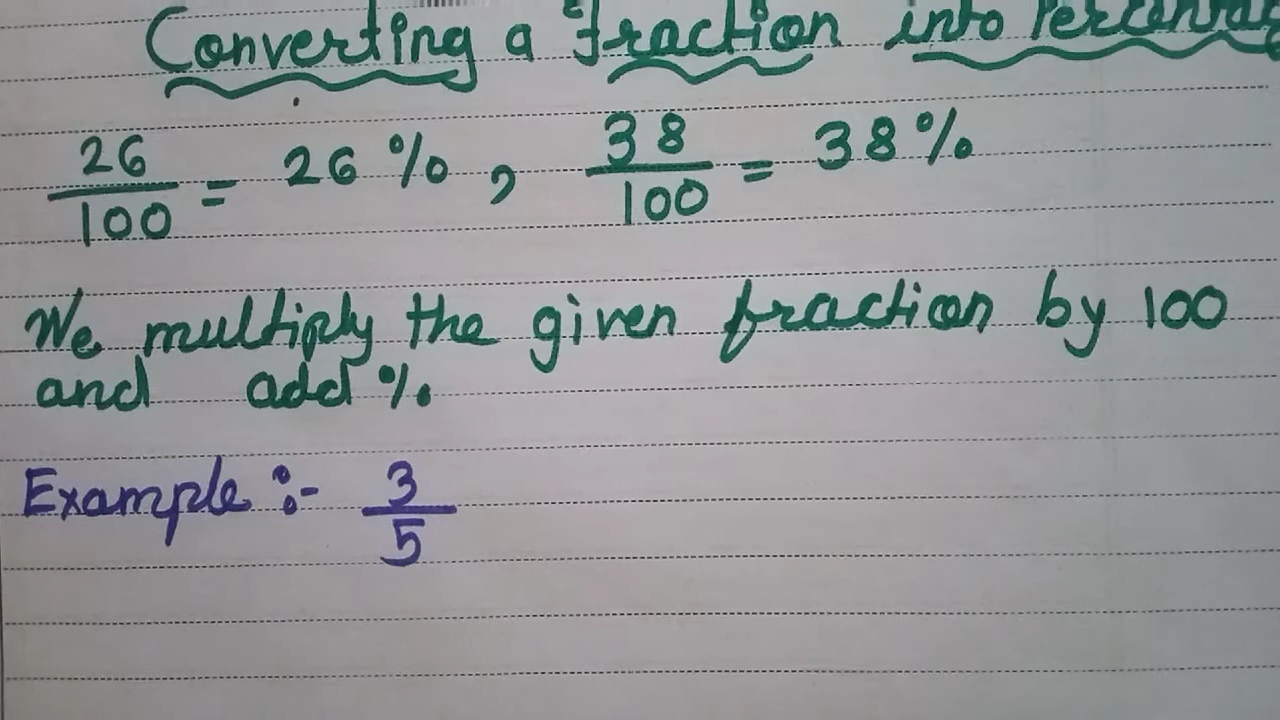 Converting a fraction into Percentag
26/100 = 26 % , 38/100 = 38%
We multiply the given fraction by 100
and add %
Example :- 3/5